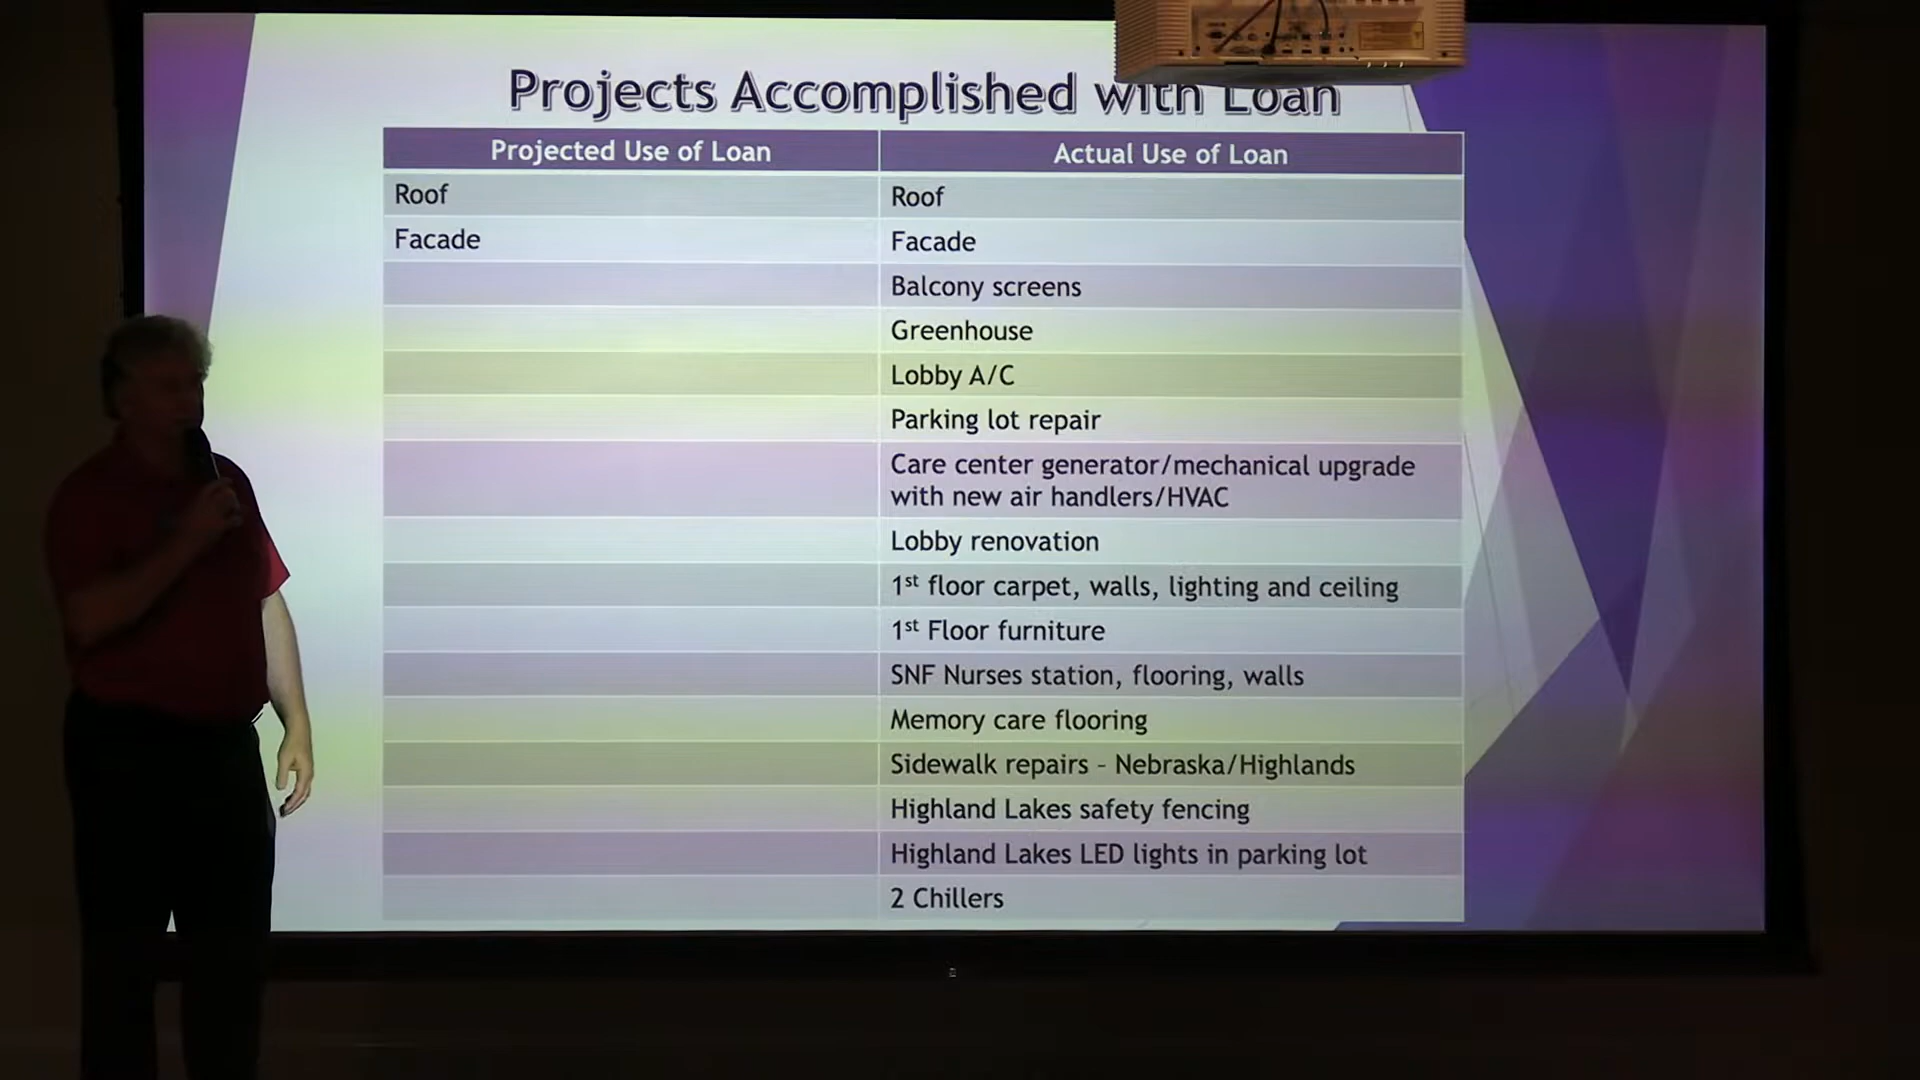 Projects Accomplished with Loan
Projected Use of Loan
Actual Use of Loan
Roof
Roof
Facade
Facade
Balcony screens
Greenhouse
Lobby A/C
Parking lot repair
Care center generator/mechanical upgrade
with new air handlers/HVAC
Lobby renovation
1st floor carpet, walls, lighting and ceiling
1st Floor furniture
SNF Nurses station, flooring, walls
Memory care flooring
Sidewalk repairs – Nebraska/Highlands
Highland Lakes safety fencing
Highland Lakes LED lights in parking lot
2 Chillers